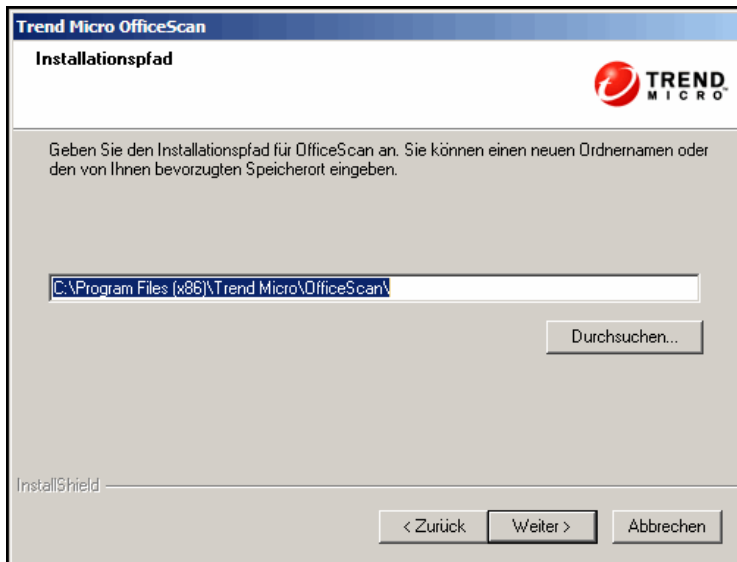 Trend Micro OfficeScan
Installationspfad
TREND
MICRO™
Geben Sie den Installationspfad für OfficeScan an. Sie können einen neuen Ordnernamen oder
den von Ihnen bevorzugten Speicherort eingeben.
C:\Program Files (x86)\Trend Micro\OfficeScan\
Durchsuchen...
InstallShield
< Zurück
Weiter >
Abbrechen